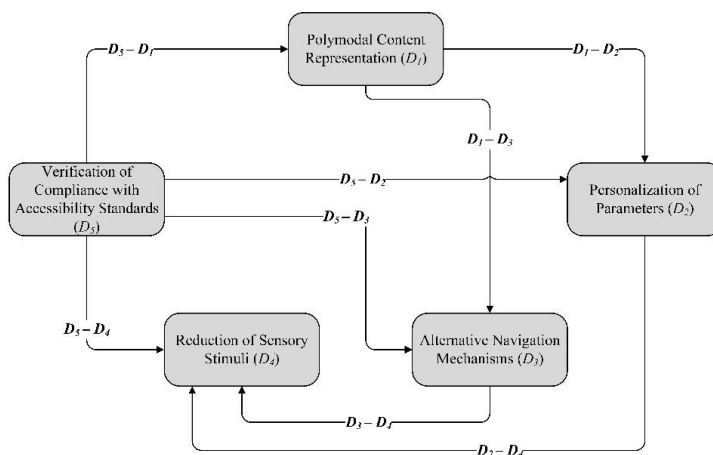 Polymodal Content
Representation (D₁)
D₅ – D₁
D₁ – D₂
D₁ – D₃
Verification of
Compliance with
Accessibility Standards
(D₅)
D₅ – D₂
Personalization of
Parameters (D₂)
D₅ – D₃
D₅ – D₄
Reduction of Sensory
Stimuli (D₄)
Alternative Navigation
Mechanisms (D₃)
D₃ – D₄
D₂ – D₄